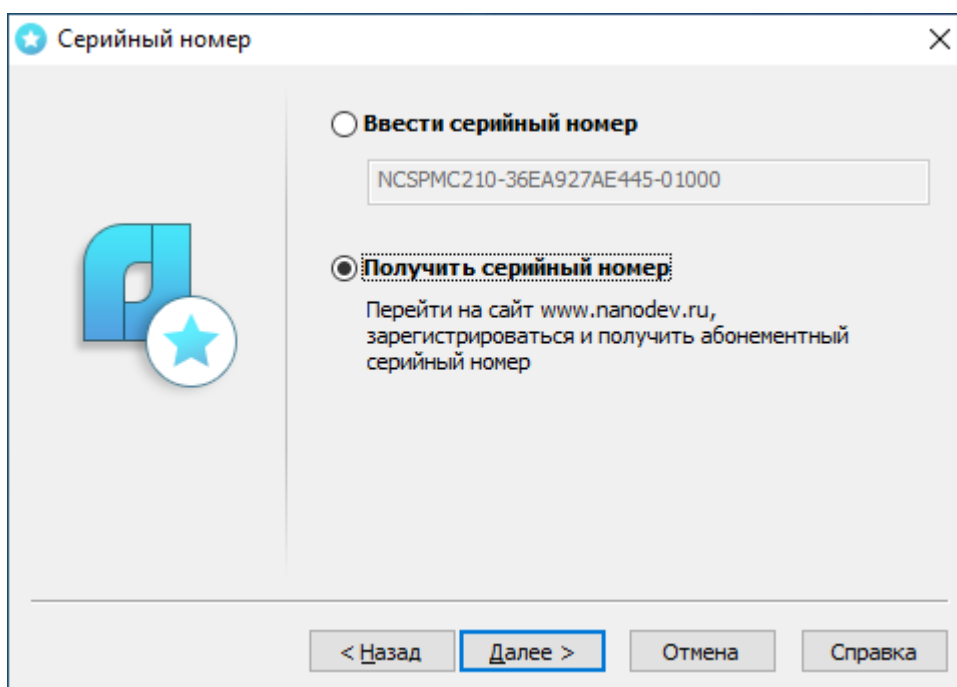 Серийный номер
Ввести серийный номер
NCSPMC210-36EA927AE445-01000
Получить серийный номер
Перейти на сайт www.nanodev.ru,
зарегистрироваться и получить абонементный
серийный номер
< Назад Далее > Отмена Справка